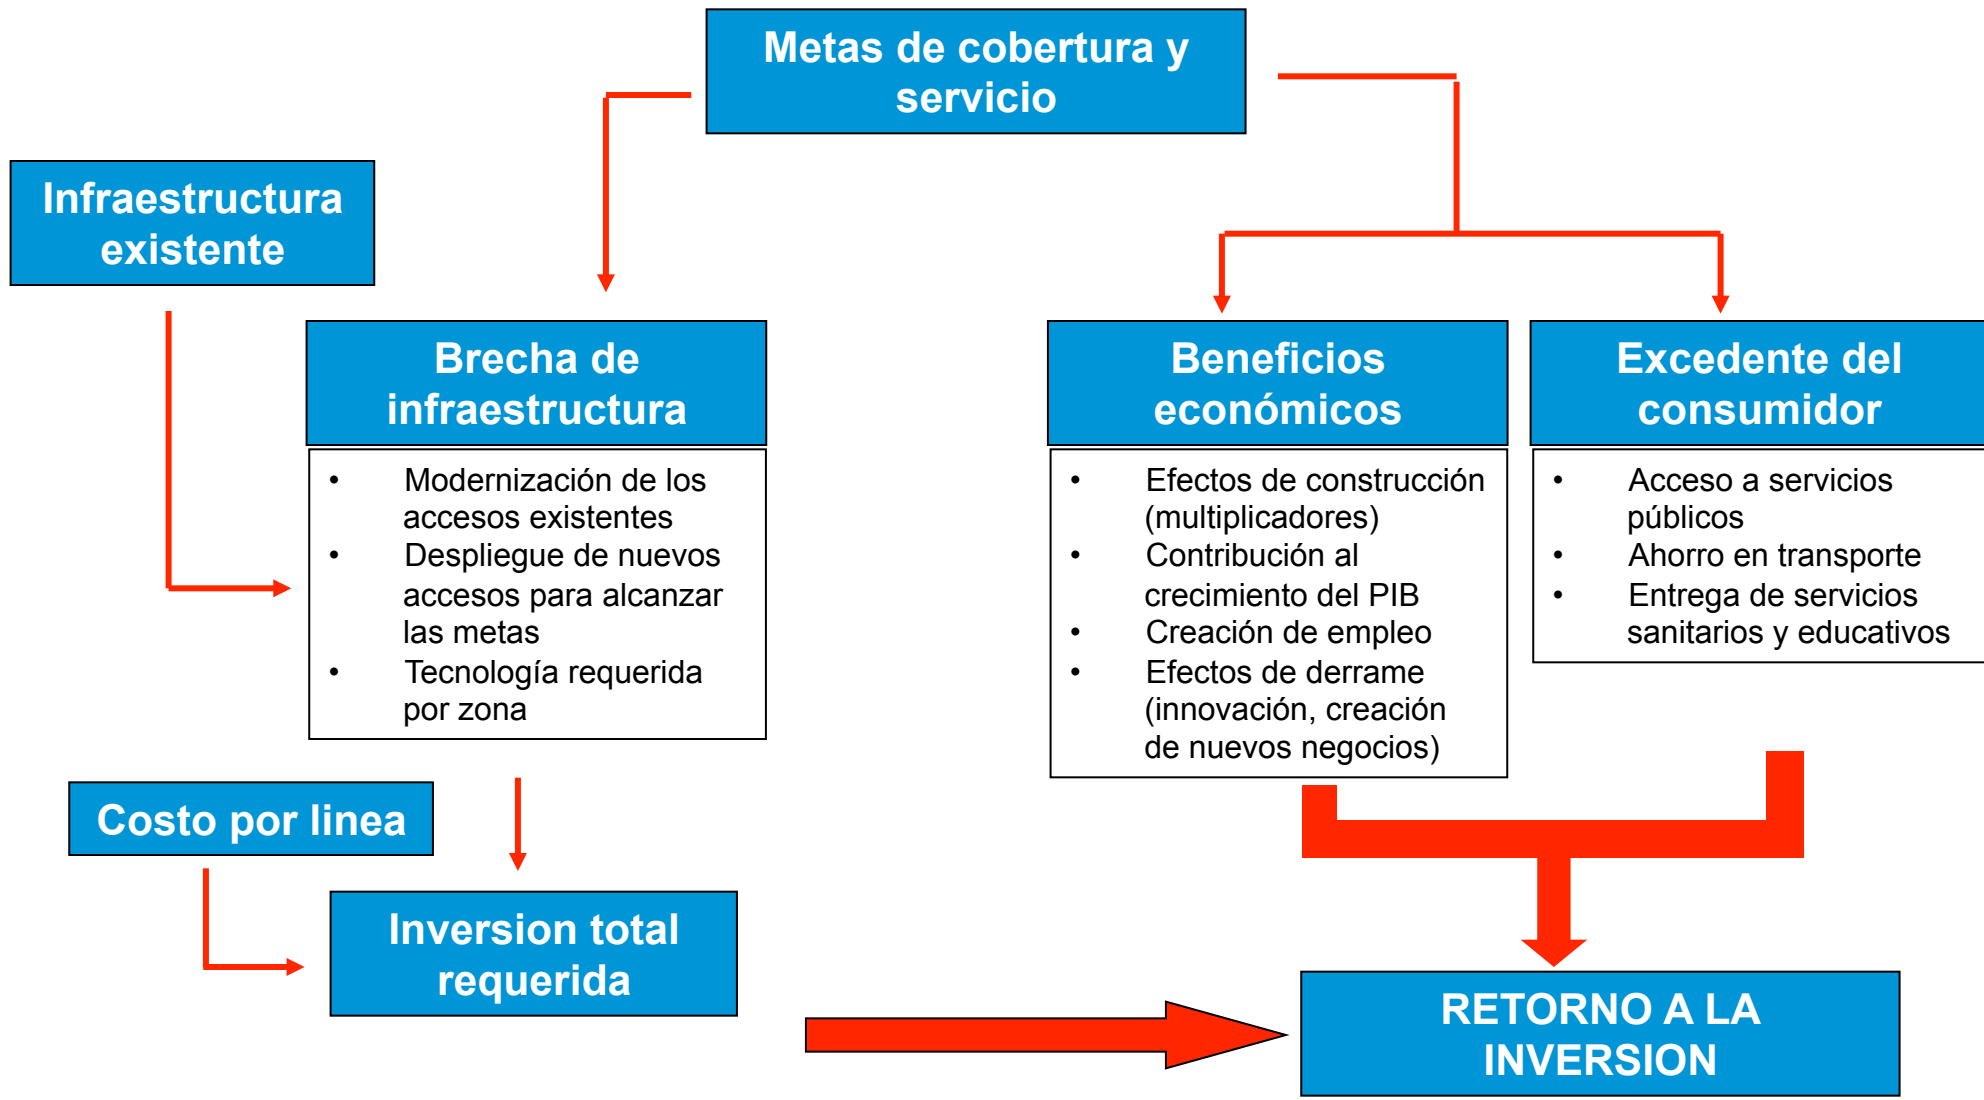 Metas de cobertura y
servicio
Infraestructura
existente
Brecha de
infraestructura
• Modernización de los
accesos existentes
• Despliegue de nuevos
accesos para alcanzar
las metas
• Tecnología requerida
por zona
Beneficios
económicos
• Efectos de construcción
(multiplicadores)
• Contribución al
crecimiento del PIB
• Creación de empleo
• Efectos de derrame
(innovación, creación
de nuevos negocios)
Excedente del
consumidor
• Acceso a servicios
públicos
• Ahorro en transporte
• Entrega de servicios
sanitarios y educativos
Costo por linea
Inversion total
requerida
RETORNO A LA
INVERSION